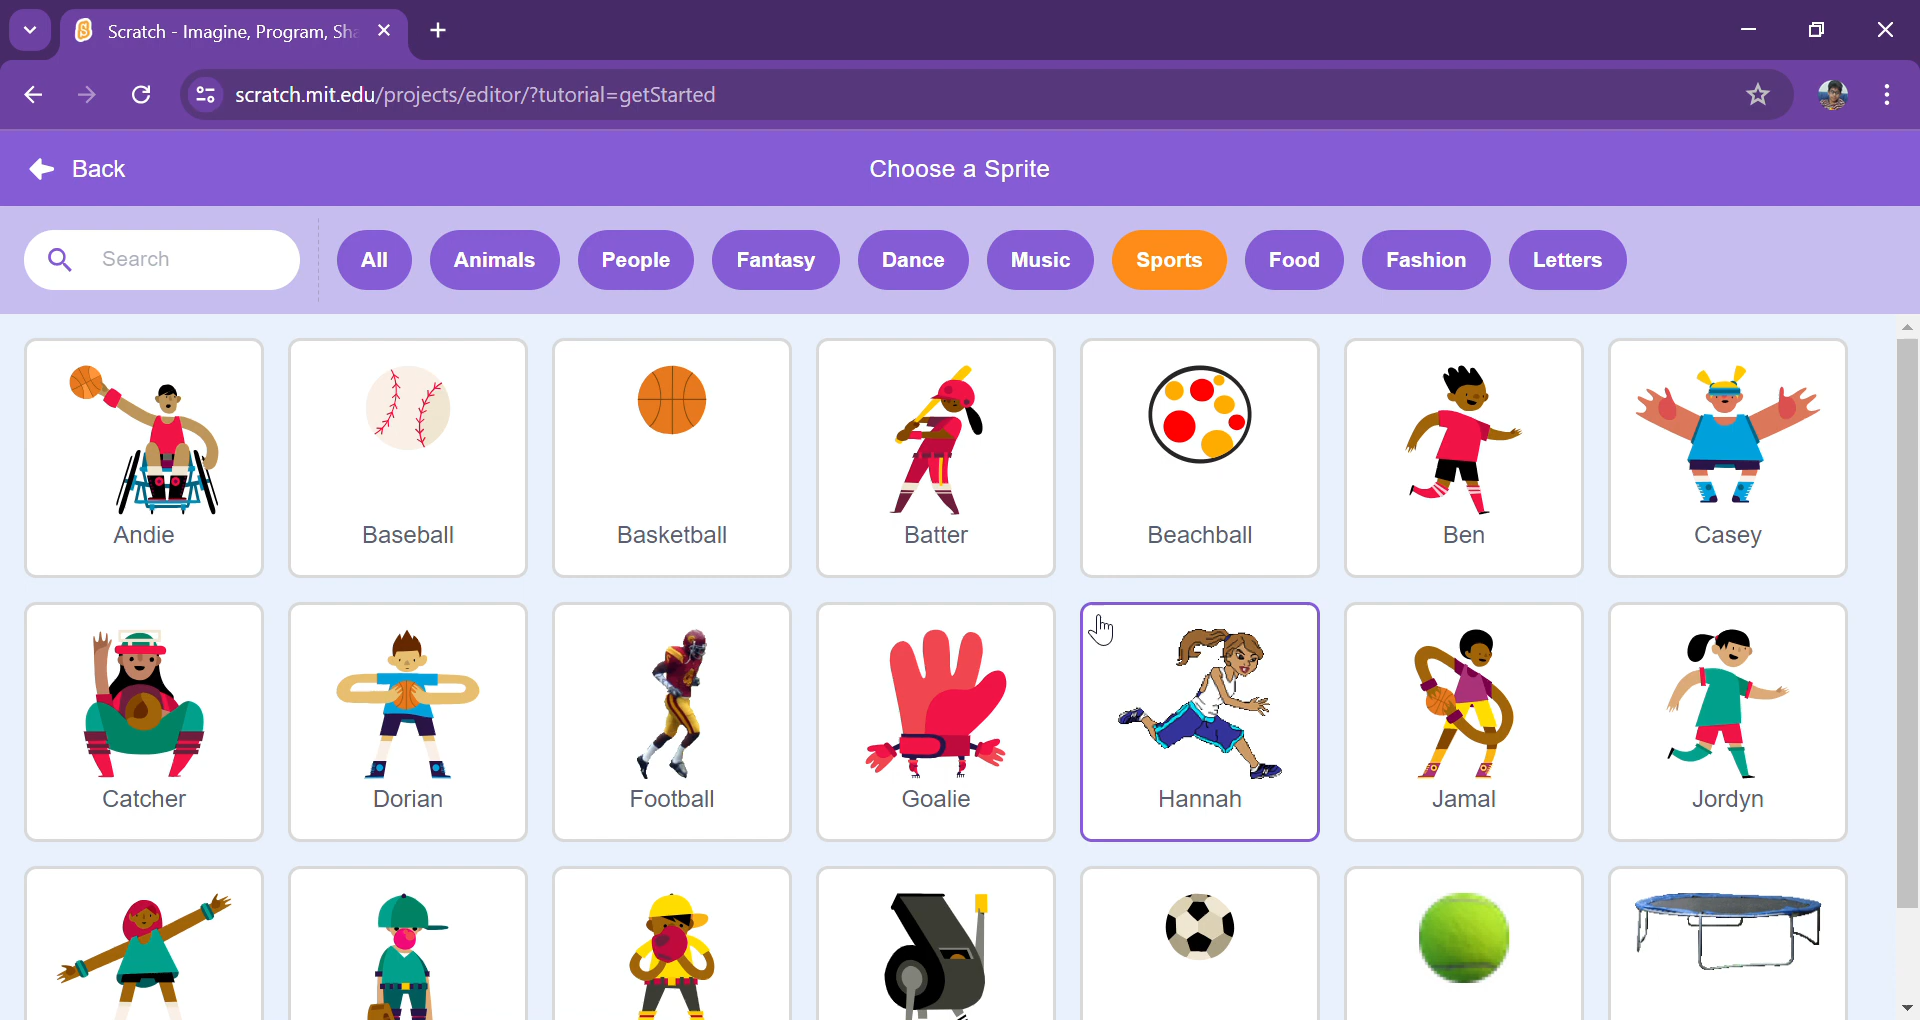 Scratch - Imagine, Program, Sha
scratch.mit.edu/projects/editor/?tutorial=getStarted
Back
Choose a Sprite
Search
All
Animals
People
Fantasy
Dance
Music
Sports
Food
Fashion
Letters
Andie
Baseball
Basketball
Batter
Beachball
Ben
Casey
Catcher
Dorian
Football
Goalie
Hannah
Jamal
Jordyn